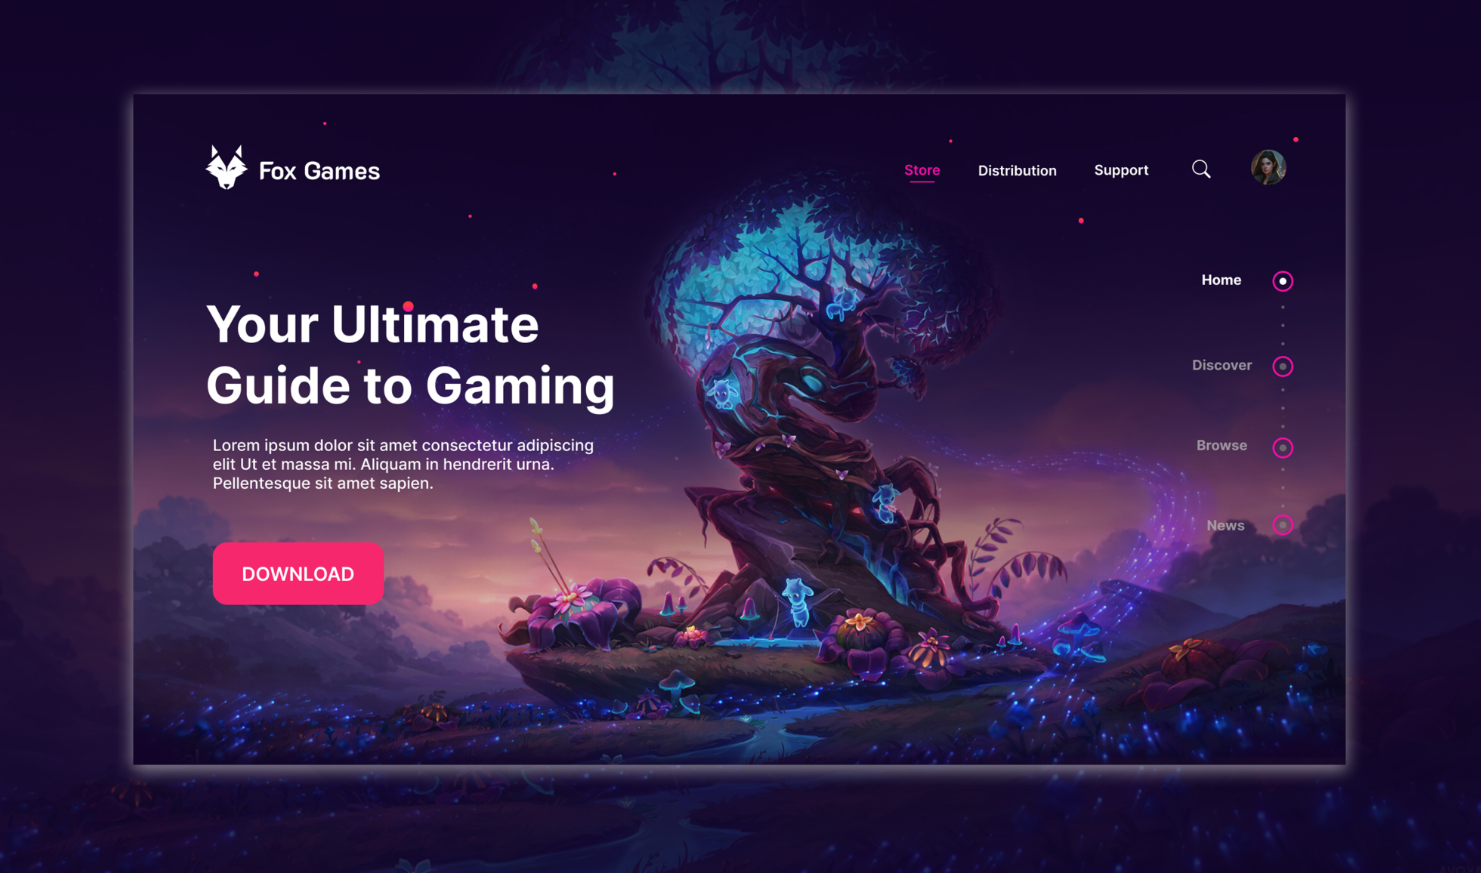 Fox Games
Store
Distribution
Support
Home
Your Ultimate
Guide to Gaming
Discover
Lorem ipsum dolor sit amet consectetur adipiscing
elit Ut et massa mi. Aliquam in hendrerit urna.
Pellentesque sit amet sapien.
Browse
News
DOWNLOAD